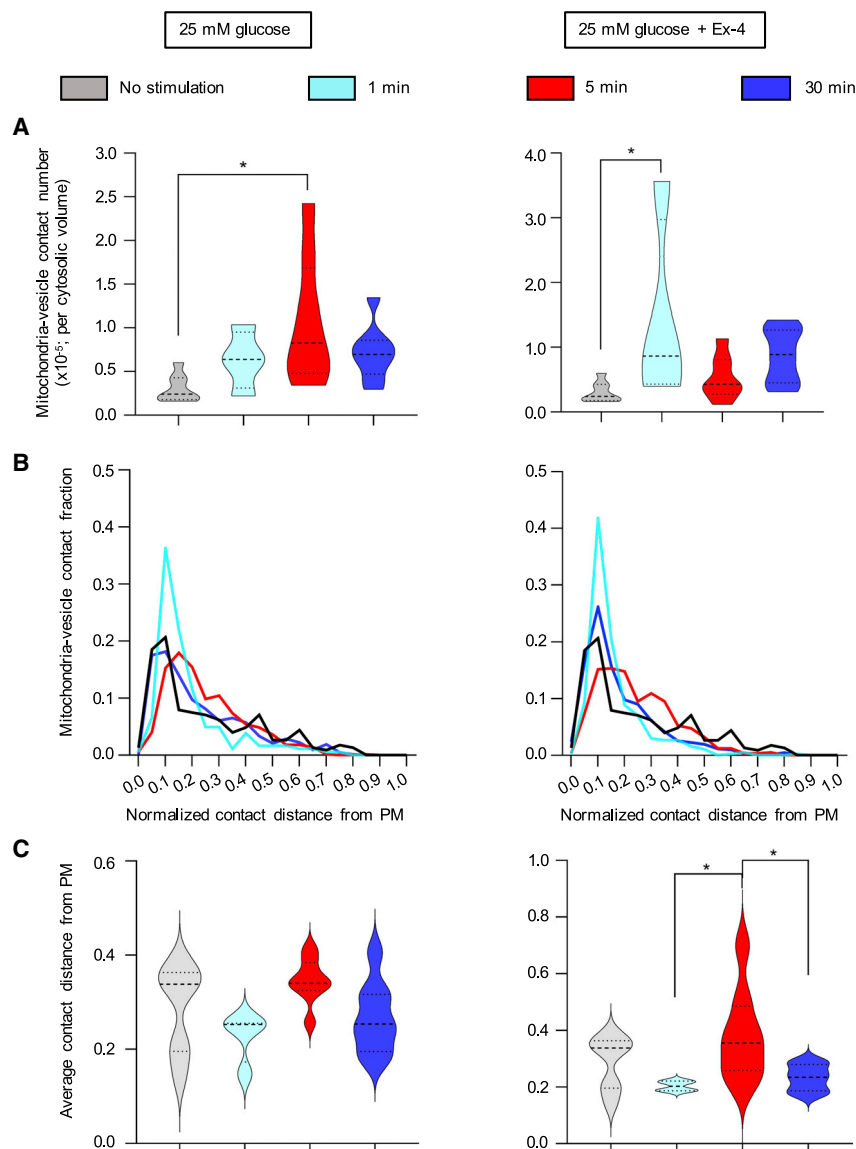 25 mM glucose
25 mM glucose + Ex-4
No stimulation
1 min
5 min
30 min
A
Mitochondria-vesicle contact number
(x10⁻⁵; per cytosolic volume)
3.0
2.5
2.0
1.5
1.0
0.5
0.0
*
4.0
3.0
2.0
1.0
0.0
*
B
Mitochondria-vesicle contact fraction
0.5
0.4
0.3
0.2
0.1
0.0
0.0 0.1 0.2 0.3 0.4 0.5 0.6 0.7 0.8 0.9 1.0
Normalized contact distance from PM
0.5
0.4
0.3
0.2
0.1
0.0
0.0 0.1 0.2 0.3 0.4 0.5 0.6 0.7 0.8 0.9 1.0
Normalized contact distance from PM
C
Average contact distance from PM
0.6
0.4
0.2
0.0
1.0
0.8
0.6
0.4
0.2
0.0
* *